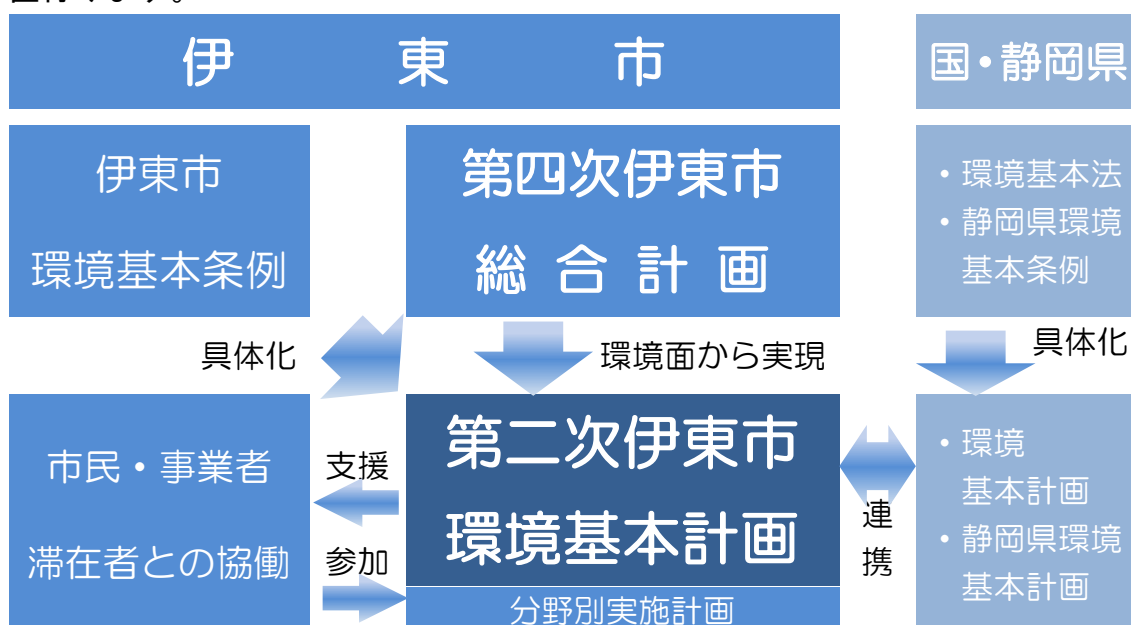 伊東市
国・静岡県
伊東市
環境基本条例
第四次伊東市
総合計画
・環境基本法
・静岡県環境
基本条例
具体化
環境面から実現
具体化
市民・事業者
滞在者との協働
支援
参加
第二次伊東市
環境基本計画
分野別実施計画
連
携
・環境
基本計画
・静岡県環境
基本計画